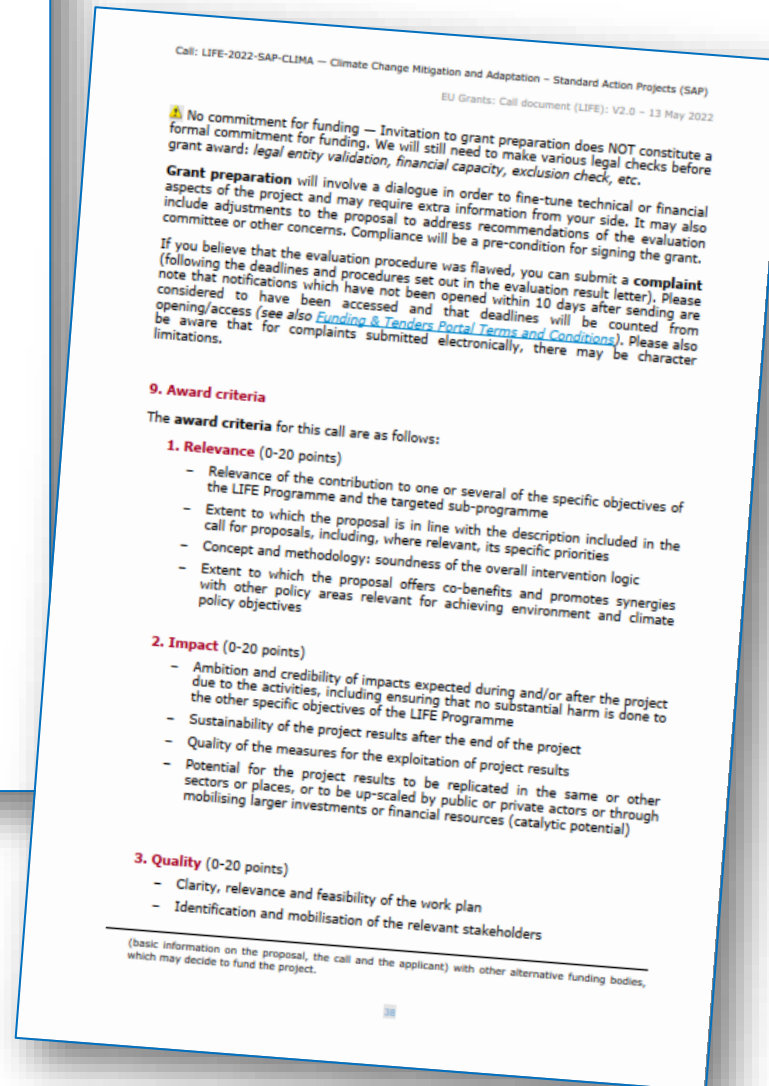 Call: LIFE-2022-SAP-CLIMA — Climate Change Mitigation and Adaptation – Standard Action Projects (SAP)
EU Grants: Call document (LIFE): V2.0 – 13 May 2022
No commitment for funding — Invitation to grant preparation does NOT constitute a
formal commitment for funding. We will still need to make various legal checks before
grant award: legal entity validation, financial capacity, exclusion check, etc.
Grant preparation will involve a dialogue in order to fine-tune technical or financial
aspects of the project and may require extra information from your side. It may also
include adjustments to the proposal to address recommendations of the evaluation
committee or other concerns. Compliance will be a pre-condition for signing the grant.
If you believe that the evaluation procedure was flawed, you can submit a complaint
(following the deadlines and procedures set out in the evaluation result letter). Please
note that notifications which have not been opened within 10 days after sending are
considered to have been accessed and that deadlines will be counted from
opening/access (see also Funding & Tenders Portal Terms and Conditions). Please also
be aware that for complaints submitted electronically, there may be character
limitations.
9. Award criteria
The award criteria for this call are as follows:
1. Relevance (0-20 points)
– Relevance of the contribution to one or several of the specific objectives of
the LIFE Programme and the targeted sub-programme
– Extent to which the proposal is in line with the description included in the
call for proposals, including, where relevant, its specific priorities
– Concept and methodology: soundness of the overall intervention logic
– Extent to which the proposal offers co-benefits and promotes synergies
with other policy areas relevant for achieving environment and climate
policy objectives
2. Impact (0-20 points)
– Ambition and credibility of impacts expected during and/or after the project
due to the activities, including ensuring that no substantial harm is done to
the other specific objectives of the LIFE Programme
– Sustainability of the project results after the end of the project
– Quality of the measures for the exploitation of project results
– Potential for the project results to be replicated in the same or other
sectors or places, or to be up-scaled by public or private actors or through
mobilising larger investments or financial resources (catalytic potential)
3. Quality (0-20 points)
– Clarity, relevance and feasibility of the work plan
– Identification and mobilisation of the relevant stakeholders
(basic information on the proposal, the call and the applicant) with other alternative funding bodies,
which may decide to fund the project.
38